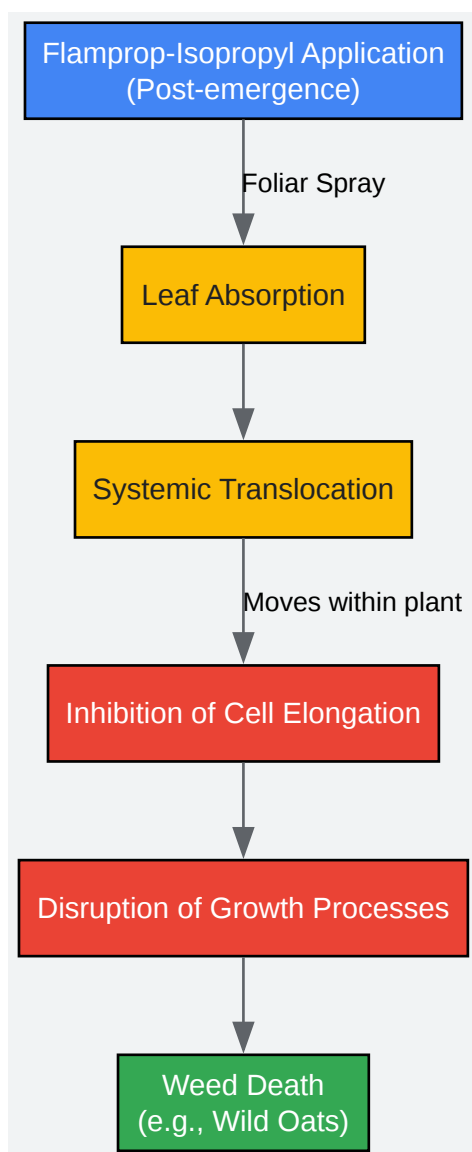 Flamprop-Isopropyl Application
(Post-emergence)
Foliar Spray
Leaf Absorption
Systemic Translocation
Moves within plant
Inhibition of Cell Elongation
Disruption of Growth Processes
Weed Death
(e.g., Wild Oats)